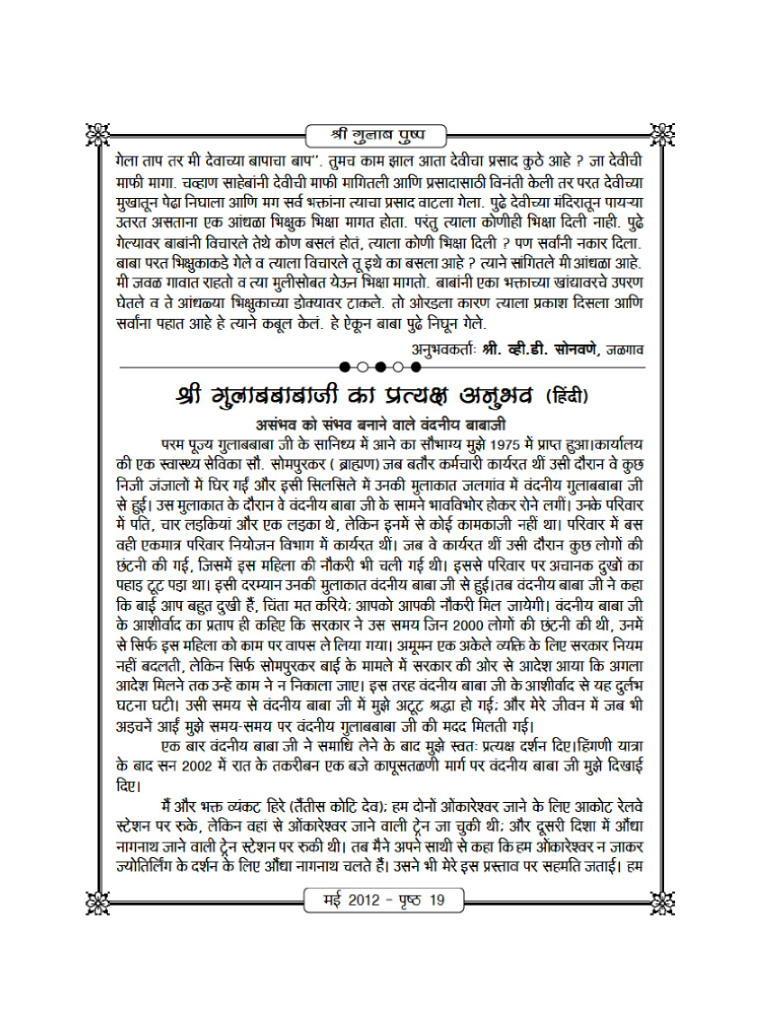 श्री गुलाब पुष्प
गेला ताप तर मी देवाच्या बापाचा बाप''. तुमच काम झाल आता देवीचा प्रसाद कुठे आहे ? जा देवीची
माफी मागा. चव्हाण साहेबांनी देवीची माफी मागितली आणि प्रसादासाठी विनंती केली तर परत देवीच्या
मुखातून पेढा निघाला आणि मग सर्व भक्तांना त्याचा प्रसाद वाटला गेला. पुढे देवीच्या मंदिरातून पायऱ्या
उतरत असताना एक आंधळा भिक्षुक भिक्षा मागत होता. परंतु त्याला कोणीही भिक्षा दिली नाही. पुढे
गेल्यावर बाबांनी विचारले तेथे कोण बसलं होतं, त्याला कोणी भिक्षा दिली ? पण सर्वांनी नकार दिला.
बाबा परत भिक्षुकाकडे गेले व त्याला विचारले तू इथे का बसला आहे ? त्याने सांगितले मी आंधळा आहे.
मी जवळ गावात राहतो व त्या मुलीसोबत येऊन भिक्षा मागतो. बाबांनी एका भक्ताच्या खांद्यावरचे उपरण
घेतले व ते आंधळ्या भिक्षुकाच्या डोक्यावर टाकले. तो ओरडला कारण त्याला प्रकाश दिसला आणि
सर्वांना पहात आहे हे त्याने कबूल केलं. हे ऐकून बाबा पुढे निघून गेले.
अनुभवकर्ताः श्री. व्ही.डी. सोनवणे, जळगाव
श्री गुलाबबाबाजी का प्रत्यक्ष अनुभव (हिंदी)
असंभव को संभव बनाने वाले वंदनीय बाबाजी
परम पूज्य गुलाबबाबा जी के सानिध्य में आने का सौभाग्य मुझे 1975 में प्राप्त हुआ।कार्यालय
की एक स्वास्थ्य सेविका सौ. सोमपुरकर ( ब्राह्मण) जब बतौर कर्मचारी कार्यरत थीं उसी दौरान वे कुछ
निजी जंजालों में घिर गईं और इसी सिलसिले में उनकी मुलाकात जलगांव में वंदनीय गुलाबबाबा जी
से हुई। उस मुलाकात के दौरान वे वंदनीय बाबा जी के सामने भावविभोर होकर रोने लगीं। उनके परिवार
में पति, चार लड़कियां और एक लड़का थे, लेकिन इनमें से कोई कामकाजी नहीं था। परिवार में बस
वही एकमात्र परिवार नियोजन विभाग में कार्यरत थीं। जब वे कार्यरत थीं उसी दौरान कुछ लोगों की
छंटनी की गई, जिसमें इस महिला की नौकरी भी चली गई थी। इससे परिवार पर अचानक दुखों का
पहाड़ टूट पड़ा था। इसी दरम्यान उनकी मुलाकात वंदनीय बाबा जी से हुई।तब वंदनीय बाबा जी ने कहा
कि बाई आप बहुत दुखी हैं, चिंता मत करिये; आपको आपकी नौकरी मिल जायेगी। वंदनीय बाबा जी
के आशीर्वाद का प्रताप ही कहिए कि सरकार ने उस समय जिन 2000 लोगों की छंटनी की थी, उनमें
से सिर्फ इस महिला को काम पर वापस ले लिया गया। अमूमन एक अकेले व्यक्ति के लिए सरकार नियम
नहीं बदलती, लेकिन सिर्फ सोमपुरकर बाई के मामले में सरकार की ओर से आदेश आया कि अगला
आदेश मिलने तक उन्हें काम ने न निकाला जाए। इस तरह वंदनीय बाबा जी के आशीर्वाद से यह दुर्लभ
घटना घटी। उसी समय से वंदनीय बाबा जी में मुझे अटूट श्रद्धा हो गई; और मेरे जीवन में जब भी
अड़चनें आईं मुझे समय-समय पर वंदनीय गुलाबबाबा जी की मदद मिलती गई।
एक बार वंदनीय बाबा जी ने समाधि लेने के बाद मुझे स्वतः प्रत्यक्ष दर्शन दिए।हिंगणी यात्रा
के बाद सन 2002 में रात के तकरीबन एक बजे कापूसतळणी मार्ग पर वंदनीय बाबा जी मुझे दिखाई
दिए।
मैं और भक्त व्यंकट हिरे (तैंतीस कोटि देव); हम दोनों ओंकारेश्वर जाने के लिए आकोट रेलवे
स्टेशन पर रुके, लेकिन वहां से ओंकारेश्वर जाने वाली ट्रेन जा चुकी थी; और दूसरी दिशा में औंधा
नागनाथ जाने वाली ट्रेन स्टेशन पर रुकी थी। तब मैने अपने साथी से कहा कि हम ओंकारेश्वर न जाकर
ज्योतिर्लिंग के दर्शन के लिए औंधा नागनाथ चलते हैं। उसने भी मेरे इस प्रस्ताव पर सहमति जताई। हम
मई 2012 - पृष्ठ 19